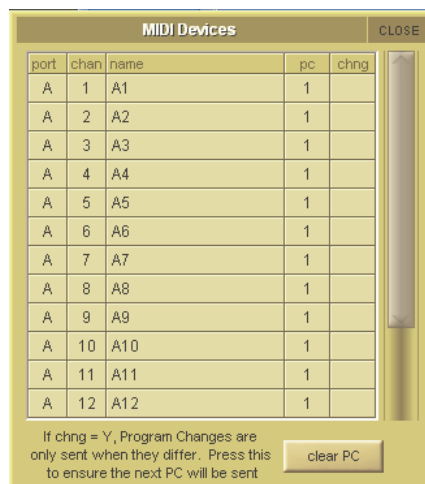 MIDI Devices CLOSE
port chan name pc chng
A 1 A1 1
A 2 A2 1
A 3 A3 1
A 4 A4 1
A 5 A5 1
A 6 A6 1
A 7 A7 1
A 8 A8 1
A 9 A9 1
A 10 A10 1
A 11 A11 1
A 12 A12 1
If chng = Y, Program Changes are
only sent when they differ. Press this
to ensure the next PC will be sent
clear PC